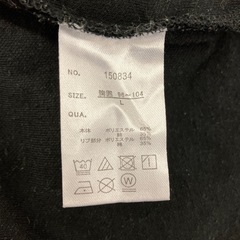 NO. 150834
SIZE. 胸囲 96～104
L
QUA.
本体 ポリエステル 65%
綿 35%
リブ部分 ポリエステル 65%
綿 35%
40
W